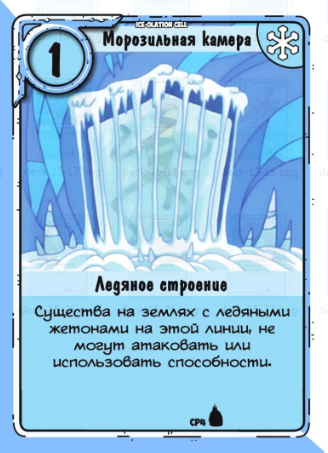 ICE-OLATION CELL
1
Морозильная камера
Ледяное строение
Существа на землях с ледяными
жетонами на этой линии, не
могут атаковать или
использовать способности.
CP4